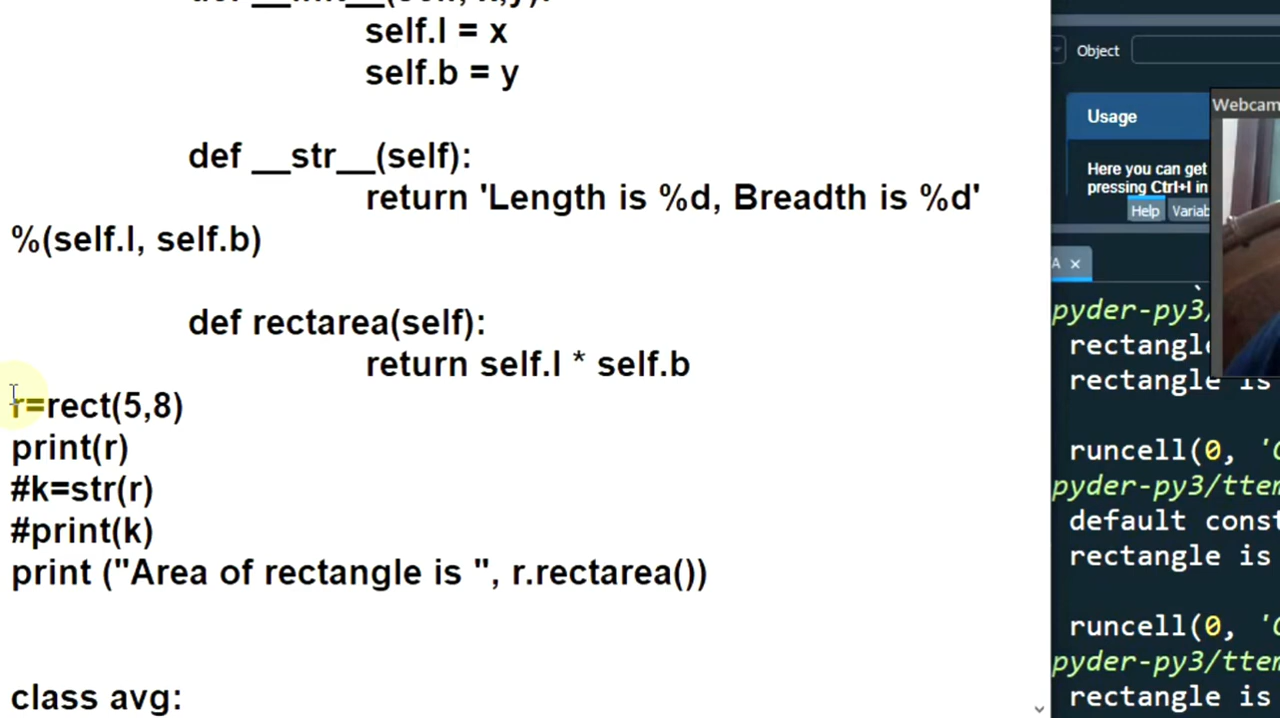 self.l = x
self.b = y
def __str__(self):
return 'Length is %d, Breadth is %d'
%(self.l, self.b)
def rectarea(self):
return self.l * self.b
r=rect(5,8)
print(r)
#k=str(r)
#print(k)
print ("Area of rectangle is ", r.rectarea())
class avg:
Object
Webcam
Usage
Here you can get
pressing Ctrl+I in
Help
A ×
pyder-py3/
rectangle is
runcell(0,
pyder-py3/tte
default const
rectangle is
runcell(0,
pyder-py3/tte
rectangle is